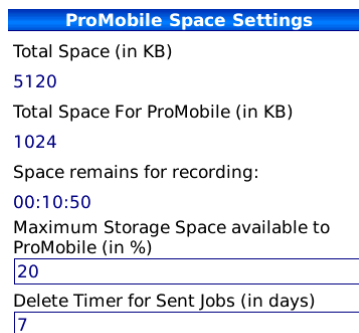 ProMobile Space Settings
Total Space (in KB)
5120
Total Space For ProMobile (in KB)
1024
Space remains for recording:
00:10:50
Maximum Storage Space available to
ProMobile (in %)
20
Delete Timer for Sent Jobs (in days)
7